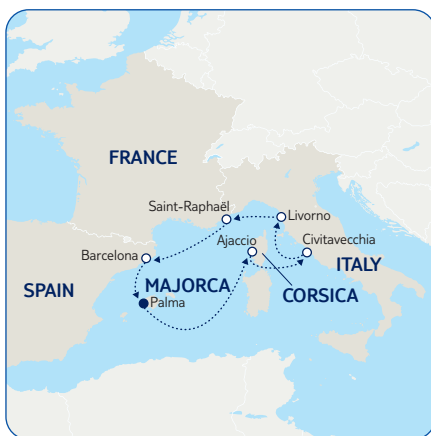 FRANCE
Saint-Raphaël
Livorno
Ajaccio
Civitavecchia
Barcelona
ITALY
SPAIN
MAJORCA
CORSICA
Palma